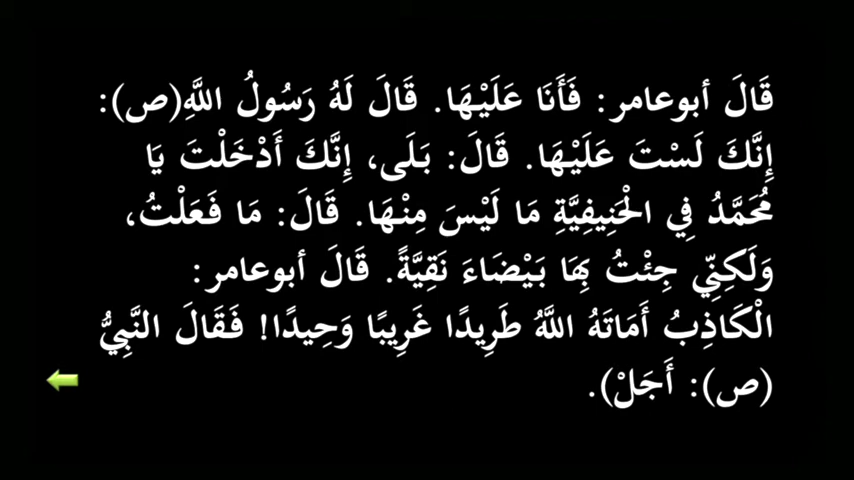 قَالَ أبوعامر: فَأَنَا عَلَيْهَا. قَالَ لَهُ رَسُولُ اللَّهِ(ص):
إِنَّكَ لَسْتَ عَلَيْهَا. قَالَ: بَلَى، إِنَّكَ أَدْخَلْتَ يَا
مُحَمَّدُ فِي الْحَنِيفِيَّةِ مَا لَيْسَ مِنْهَا. قَالَ: مَا فَعَلْتُ،
وَلَكِنِّي جِئْتُ بِهَا بَيْضَاءَ نَقِيَّةً. قَالَ أبوعامر:
الْكَاذِبُ أَمَاتَهُ اللَّهُ طَرِيدًا غَرِيبًا وَحِيدًا! فَقَالَ النَّبِيُّ
(ص): أَجَلْ).